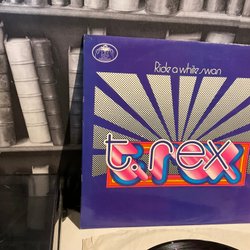 Ride a white swan
t. rex